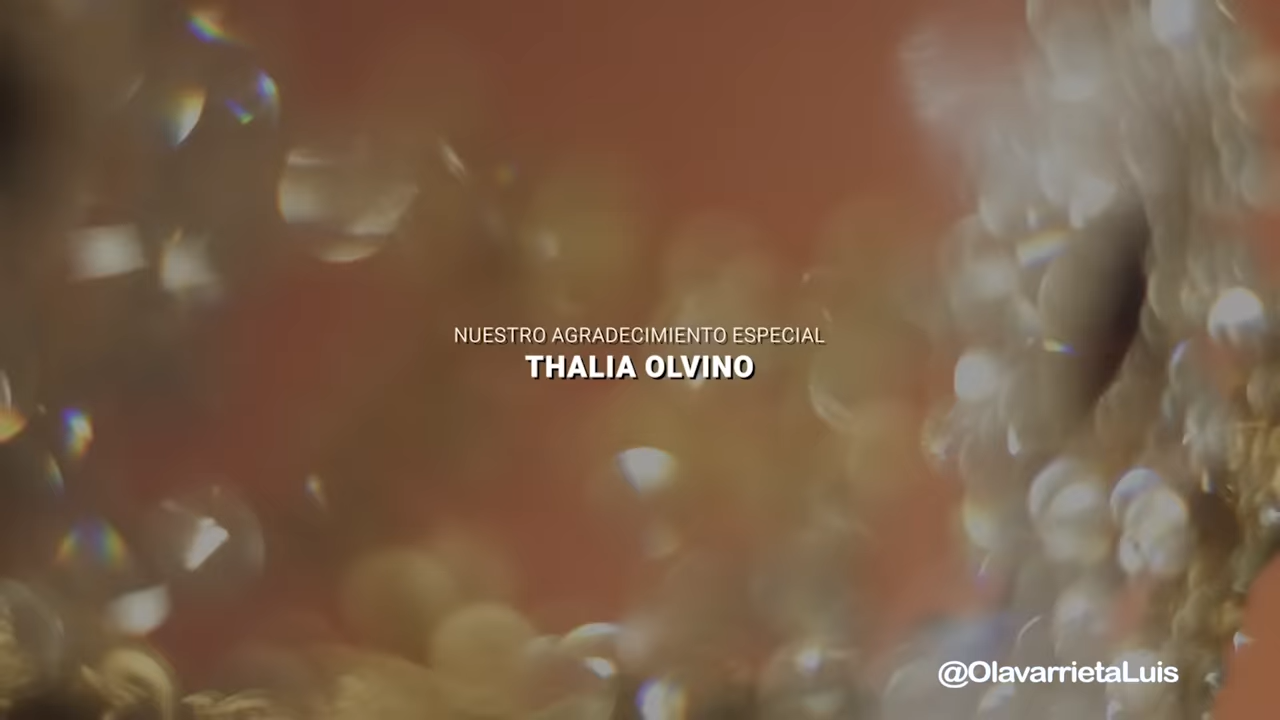 NUESTRO AGRADECIMIENTO ESPECIAL
THALIA OLVINO
@OlavarrietaLuis